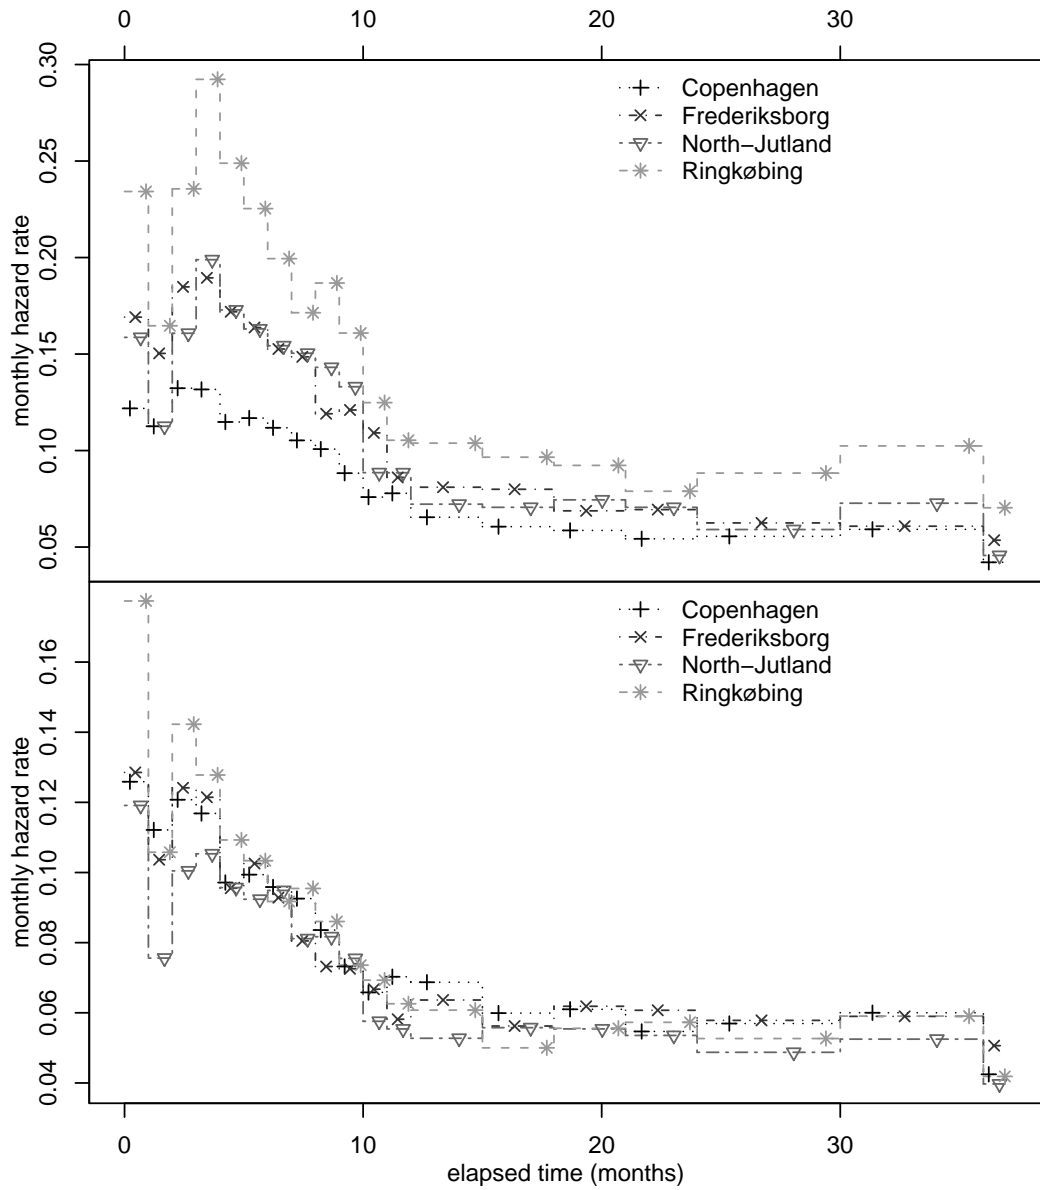 0 10 20 30
0.30
0.25
0.20
0.15
0.10
0.05
monthly hazard rate
Copenhagen
Frederiksborg
North−Jutland
Ringkøbing
0.16
0.14
0.12
0.10
0.08
0.06
0.04
monthly hazard rate
Copenhagen
Frederiksborg
North−Jutland
Ringkøbing
0 10 20 30
elapsed time (months)